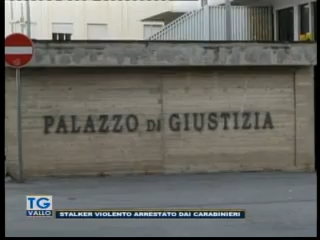 PALAZZO DI GIUSTIZIA
TG
VALLO
STALKER VIOLENTO ARRESTATO DAI CARABINIERI